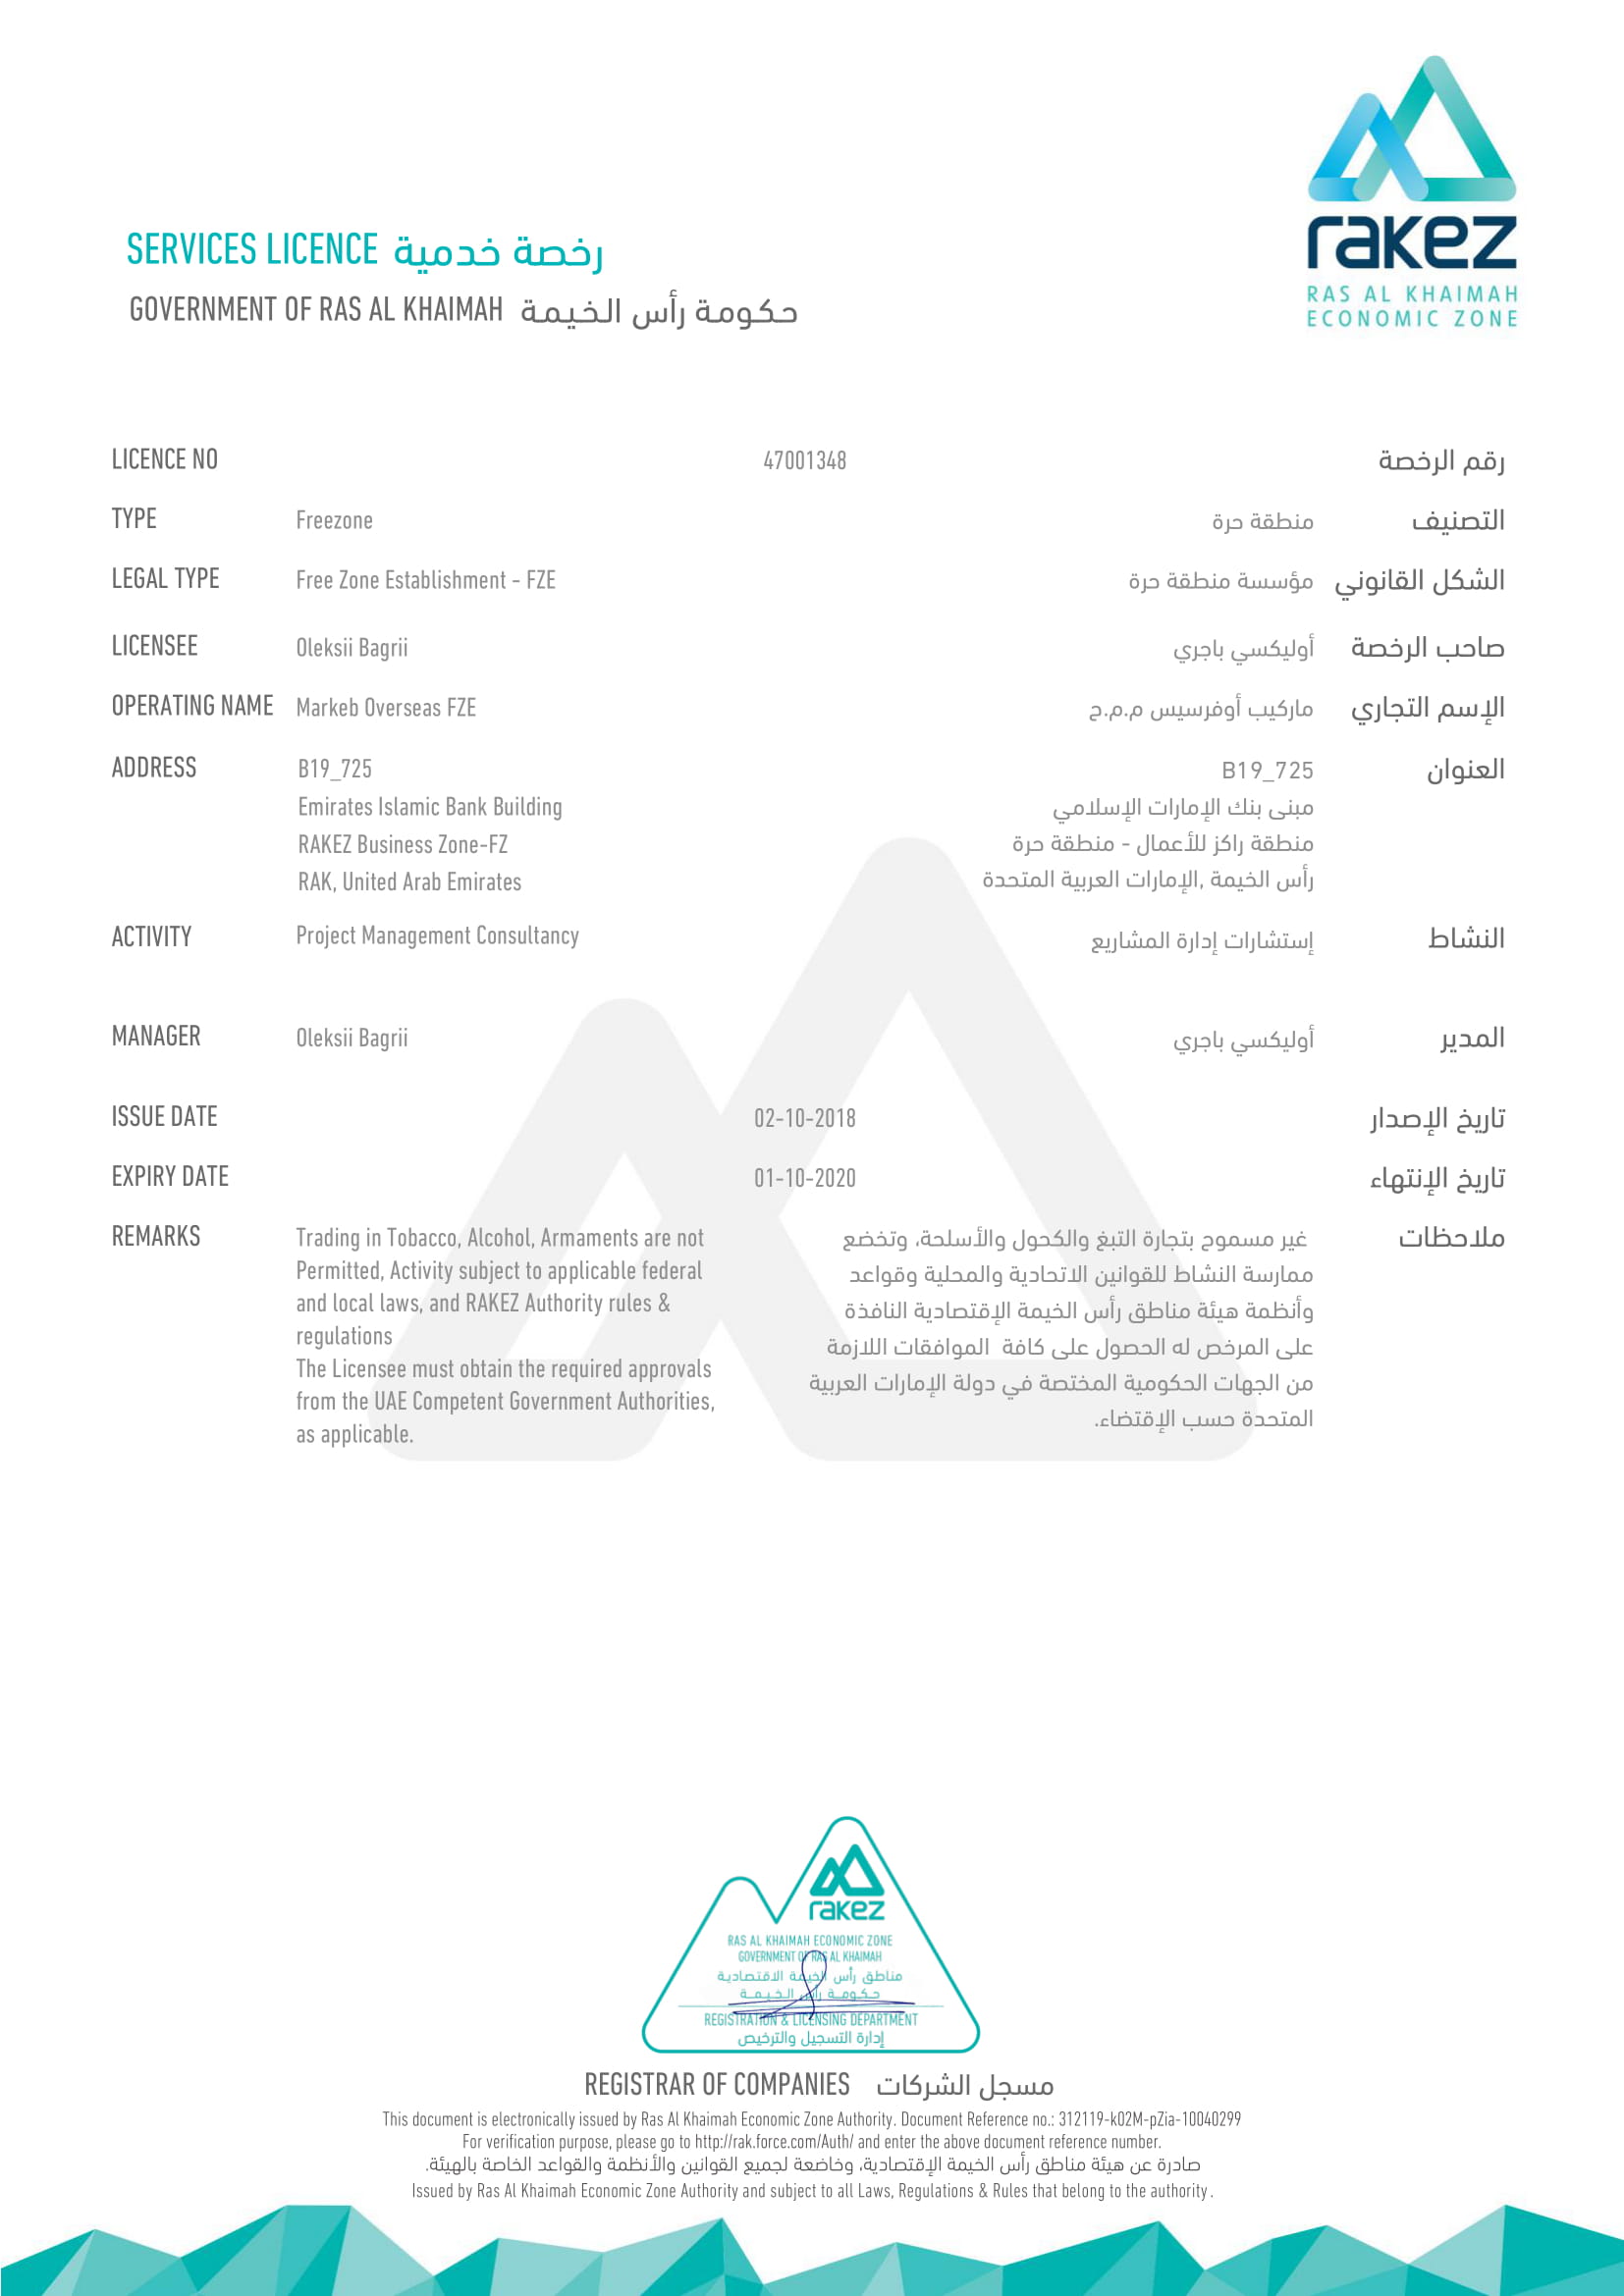 rakez
RAS AL KHAIMAH
ECONOMIC ZONE
SERVICES LICENCE رخصة خدمية
GOVERNMENT OF RAS AL KHAIMAH حكومة رأس الخيمة
LICENCE NO 47001348 رقم الرخصة
TYPE Freezone منطقة حرة التصنيف
LEGAL TYPE Free Zone Establishment - FZE مؤسسة منطقة حرة الشكل القانوني
LICENSEE Oleksii Bagrii أوليكسي باجري صاحب الرخصة
OPERATING NAME Markeb Overseas FZE ماركيب أوفرسيس م.م.ح الإسم التجاري
ADDRESS B19_725 B19_725 العنوان
Emirates Islamic Bank Building مبنى بنك الإمارات الإسلامي
RAKEZ Business Zone-FZ منطقة راكز للأعمال - منطقة حرة
RAK, United Arab Emirates رأس الخيمة ,الإمارات العربية المتحدة
ACTIVITY Project Management Consultancy إستشارات إدارة المشاريع النشاط
MANAGER Oleksii Bagrii أوليكسي باجري المدير
ISSUE DATE 02-10-2018 تاريخ الإصدار
EXPIRY DATE 01-10-2020 تاريخ الإنتهاء
REMARKS Trading in Tobacco, Alcohol, Armaments are not غير مسموح بتجارة التبغ والكحول والأسلحة، وتخضع ملاحظات
Permitted, Activity subject to applicable federal ممارسة النشاط للقوانين الاتحادية والمحلية وقواعد
and local laws, and RAKEZ Authority rules & وأنظمة هيئة مناطق رأس الخيمة الإقتصادية النافذة
regulations على المرخص له الحصول على كافة الموافقات اللازمة
The Licensee must obtain the required approvals من الجهات الحكومية المختصة في دولة الإمارات العربية
from the UAE Competent Government Authorities, المتحدة حسب الإقتضاء.
as applicable.
rakez
RAS AL KHAIMAH ECONOMIC ZONE
GOVERNMENT OF RAS AL KHAIMAH
مناطق رأس الخيمة الاقتصادية
حكومة رأس الخيمة
REGISTRATION & LICENSING DEPARTMENT
إدارة التسجيل والترخيص
REGISTRAR OF COMPANIES مسجل الشركات
This document is electronically issued by Ras Al Khaimah Economic Zone Authority. Document Reference no.: 312119-k02M-pZia-10040299
For verification purpose, please go to http://rak.force.com/Auth/ and enter the above document reference number.
صادرة عن هيئة مناطق رأس الخيمة الإقتصادية، وخاضعة لجميع القوانين والأنظمة والقواعد الخاصة بالهيئة.
Issued by Ras Al Khaimah Economic Zone Authority and subject to all Laws, Regulations & Rules that belong to the authority.